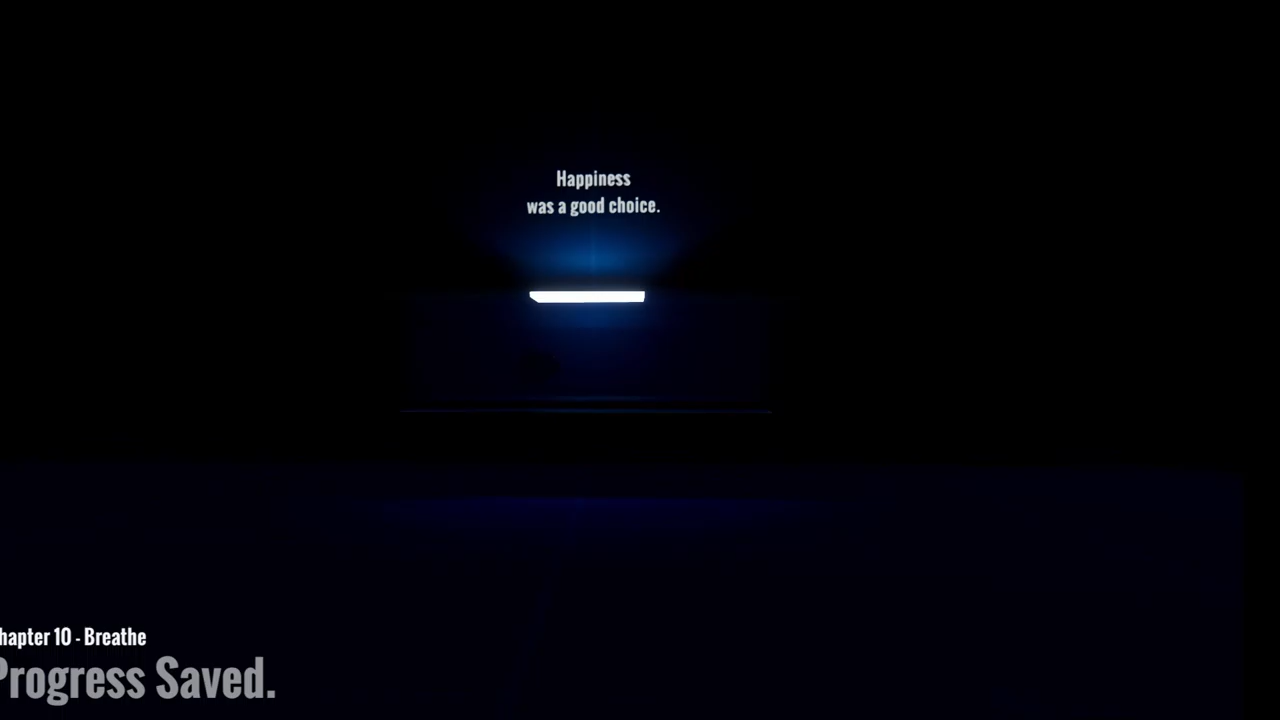 Happiness
was a good choice.
hapter 10 - Breathe
Progress Saved.